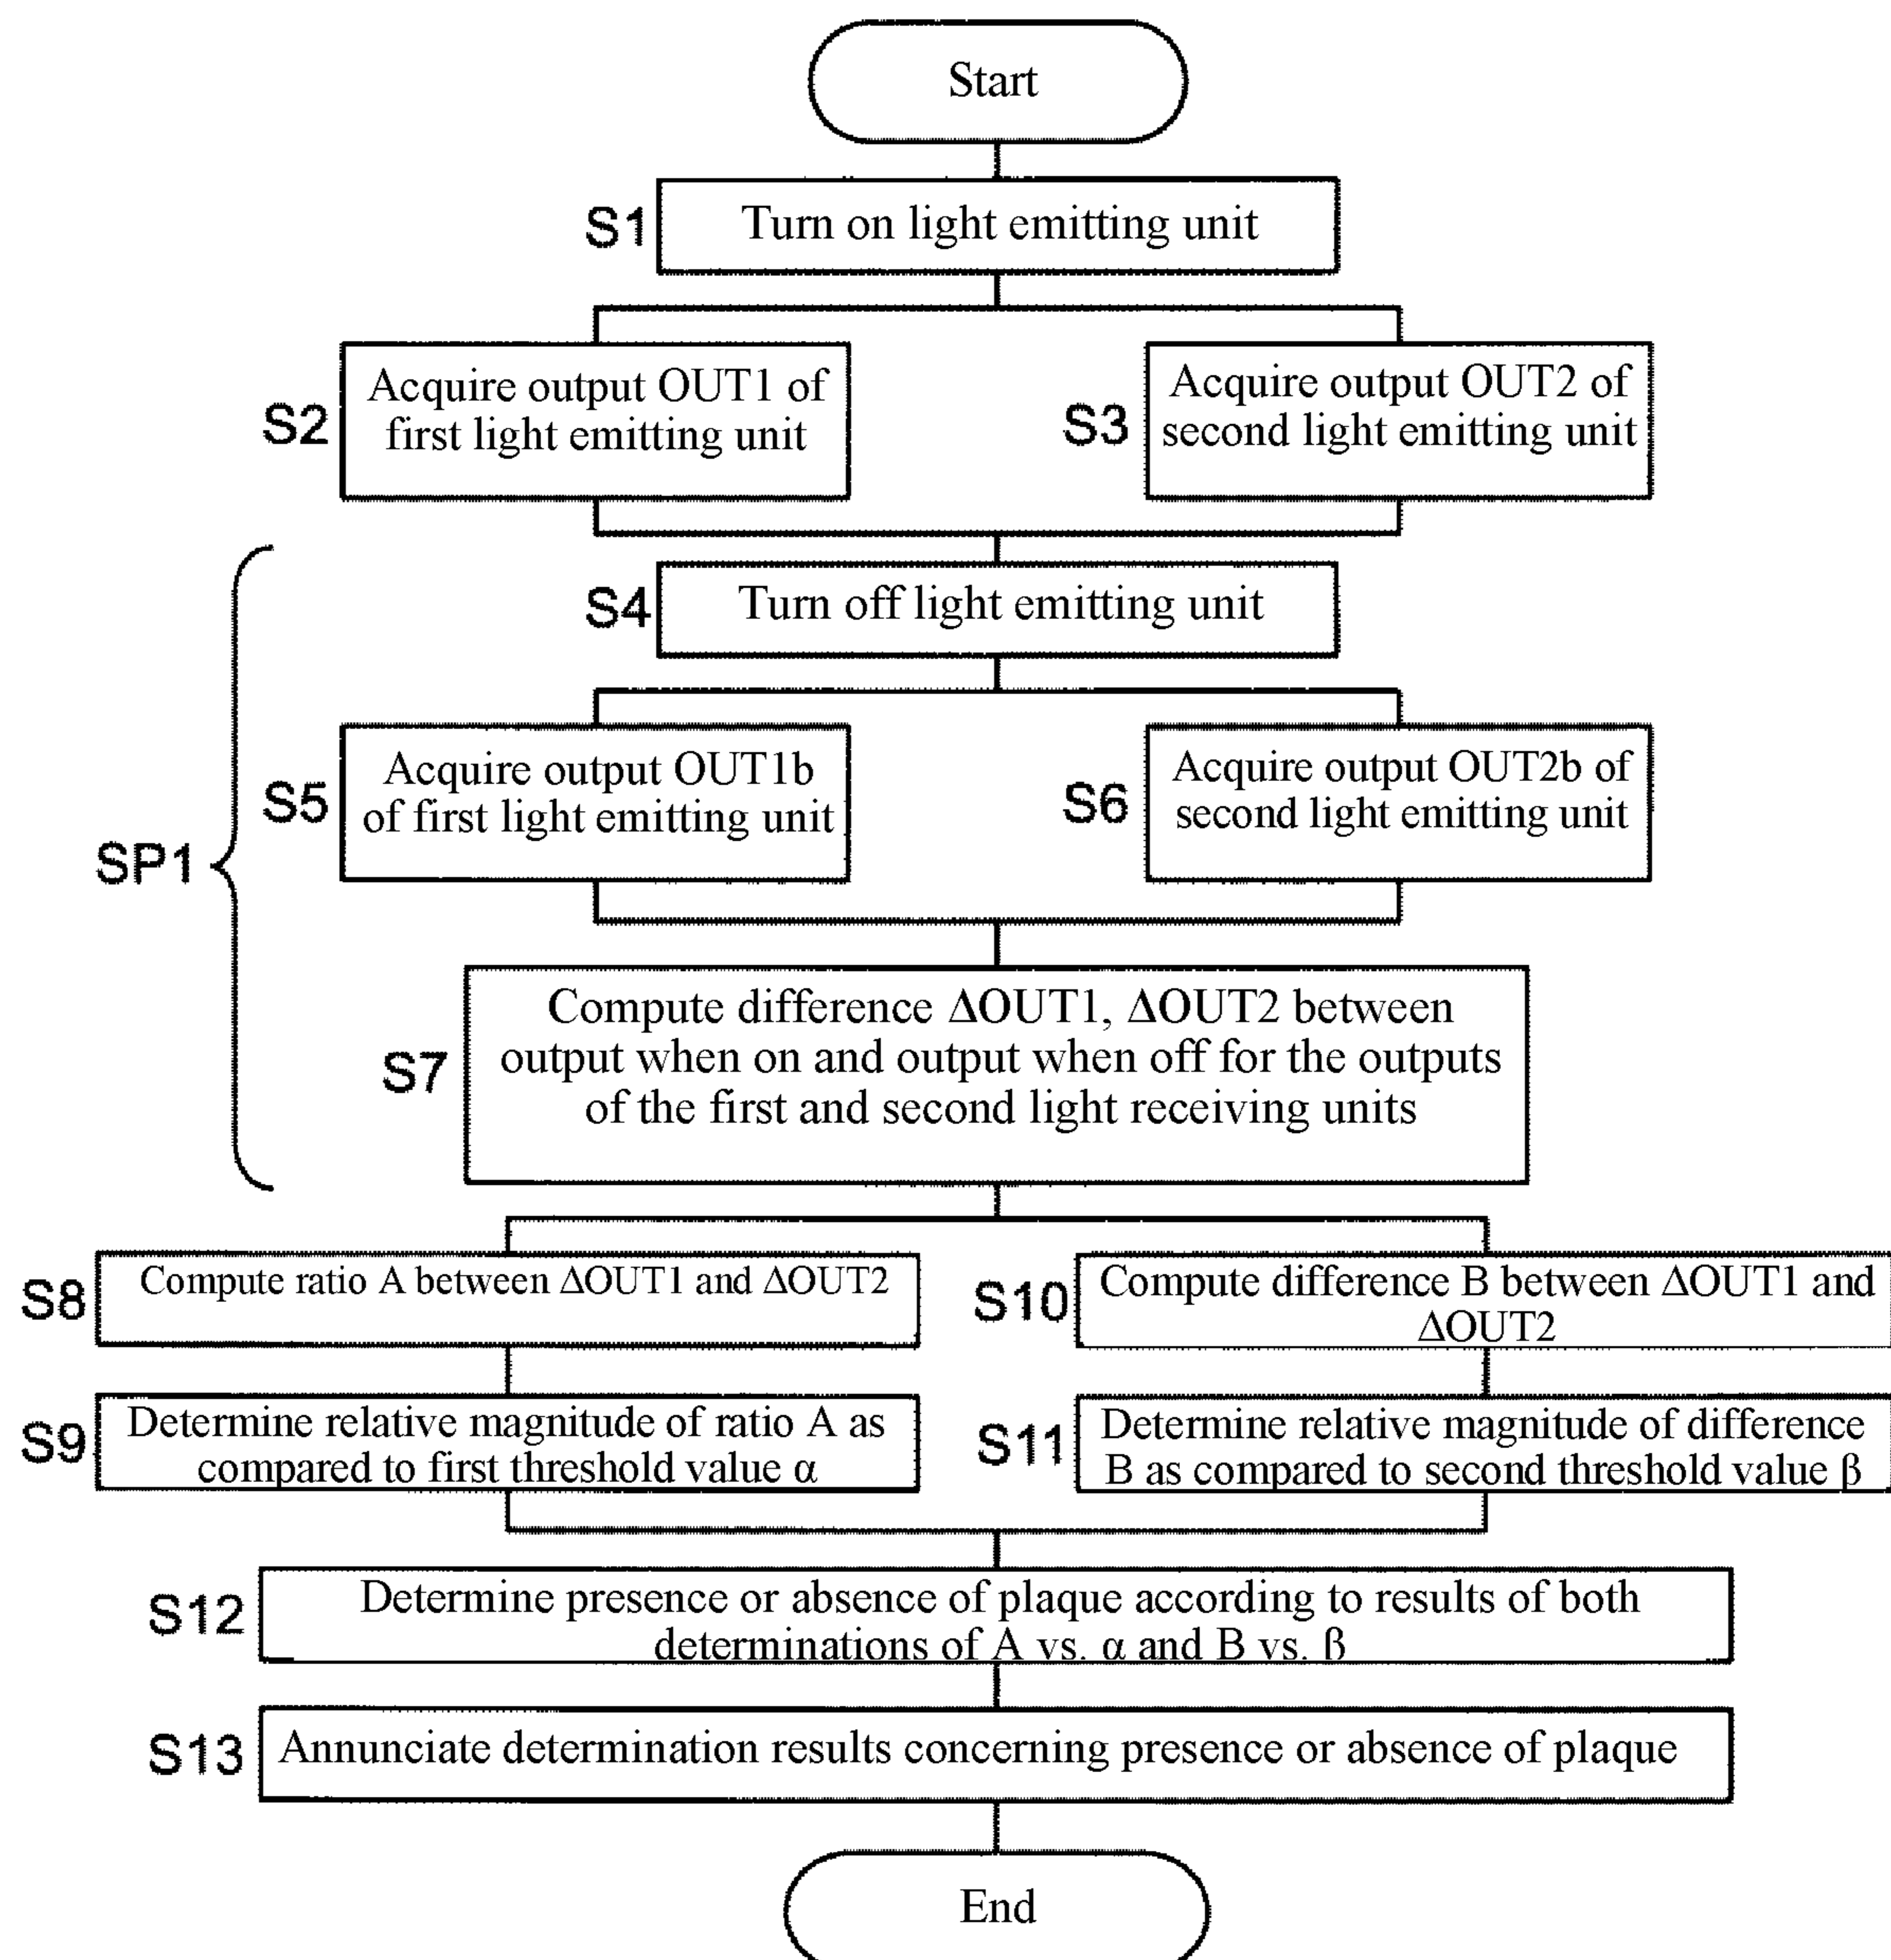 Start
S1
Turn on light emitting unit
S2
Acquire output OUT1 of
first light emitting unit
S3
Acquire output OUT2 of
second light emitting unit
SP1
S4
Turn off light emitting unit
S5
Acquire output OUT1b
of first light emitting unit
S6
Acquire output OUT2b of
second light emitting unit
S7
Compute difference ΔOUT1, ΔOUT2 between
output when on and output when off for the outputs
of the first and second light receiving units
S8
Compute ratio A between ΔOUT1 and ΔOUT2
S9
Determine relative magnitude of ratio A as
compared to first threshold value α
S10
Compute difference B between ΔOUT1 and
ΔOUT2
S11
Determine relative magnitude of difference
B as compared to second threshold value β
S12
Determine presence or absence of plaque according to results of both
determinations of A vs. α and B vs. β
S13
Annunciate determination results concerning presence or absence of plaque
End